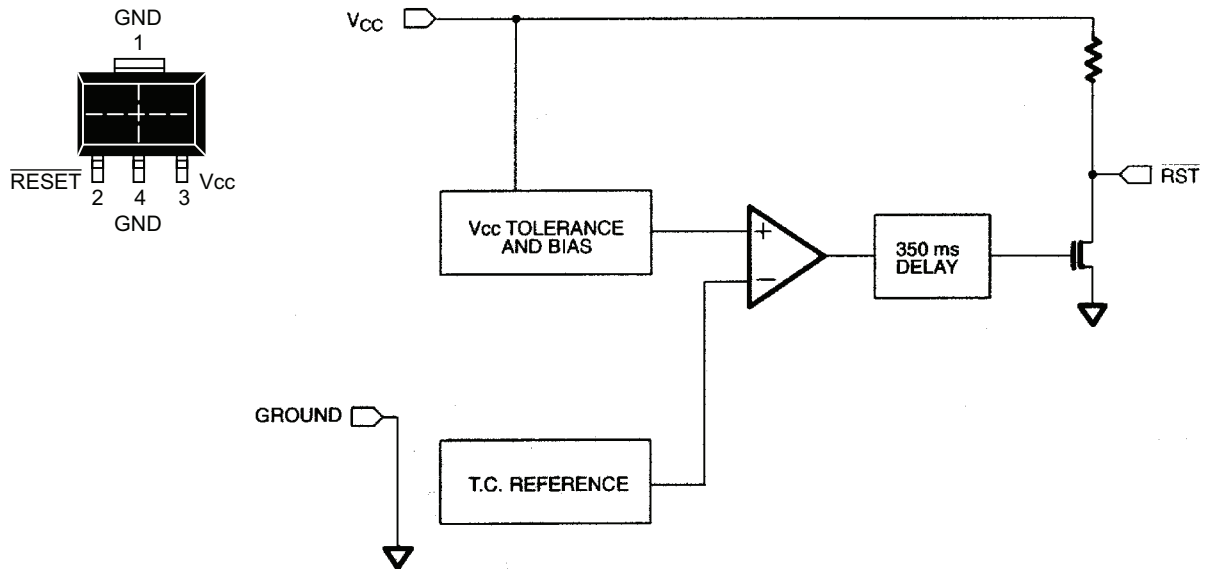 GND
1
RESET
2
4
3
Vcc
GND
VCC
RST
Vcc TOLERANCE
AND BIAS
+
−
350 ms
DELAY
GROUND
T.C. REFERENCE